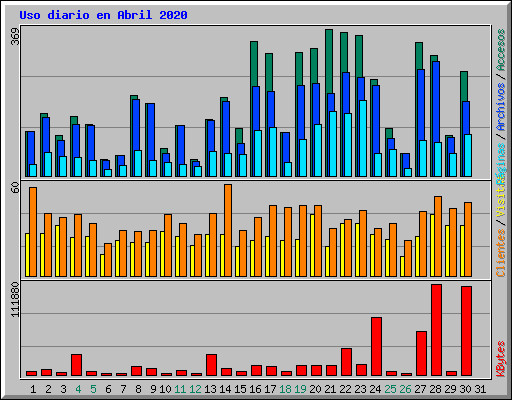 Uso diario en Abril 2020
369
60
111880
Clientes / Visitas
Páginas / Archivos / Accesos
KBytes
1 2 3 4 5 6 7 8 9 10 11 12 13 14 15 16 17 18 19 20 21 22 23 24 25 26 27 28 29 30 31